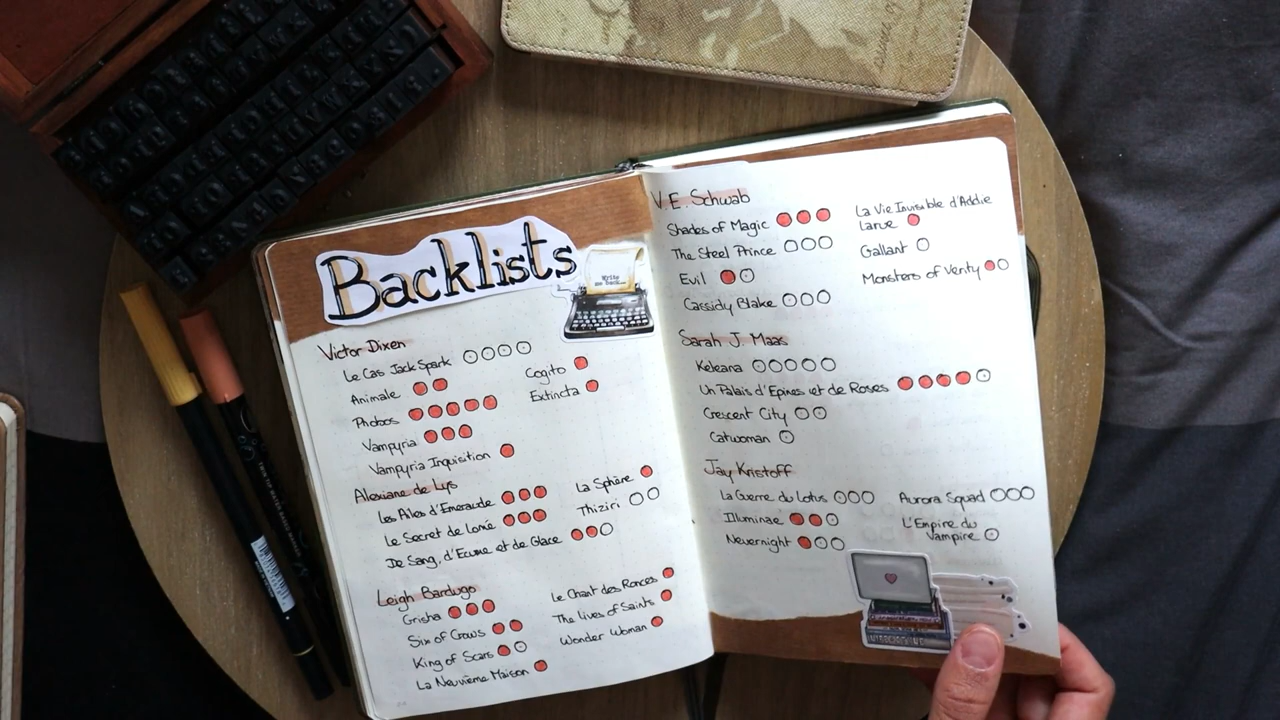 Backlists
Write me back
Victor Dixen
Le Cas Jack Spark
Animale
Phobos
Vampyria
Vampyria Inquisition
Cogito
Extincta
Alexiane de Lys
Les Ailes d'Emeraude
Le Secret de Lomé
De Sang, d'Ecume et de Glace
La Sphère
Thiziri
Leigh Bardugo
Grisha
Six of Crows
King of Scars
La Neuvième Maison
Le Chant des Ronces
The Lives of Saints
Wonder Woman
V.E. Schwab
Shades of Magic
The Steel Prince
Evil
Cassidy Blake
La Vie Invisible d'Addie
Larue
Gallant
Monsters of Verity
Sarah J. Maas
Keleana
Un Palais d'Epines et de Roses
Crescent City
Catwoman
Jay Kristoff
La Guerre du Lotus
Illuminae
Nevernight
Aurora Squad
L'Empire du
Vampire